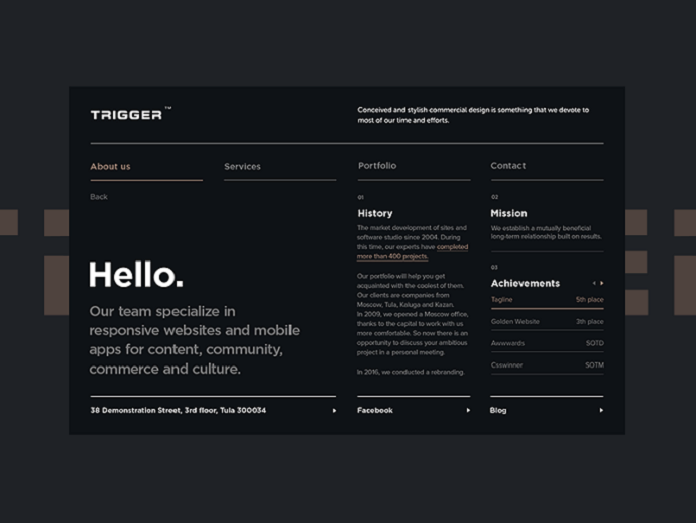 TRIGGER™
Conceived and stylish commercial design is something that we devote to
most of our time and efforts.
About us
Services
Portfolio
Contact
Back
Hello.
Our team specialize in
responsive websites and mobile
apps for content, community,
commerce and culture.
01
History
The market development of sites and
software studio since 2004. During
this time, our experts have completed
more than 400 projects.
Our portfolio will help you get
acquainted with the coolest of them.
Our clients are companies from
Moscow, Tula, Kaluga and Kazan.
In 2009, we opened a Moscow office,
thanks to the capital to work with us
more comfortable. So now there is an
opportunity to discuss your ambitious
project in a personal meeting.
In 2016, we conducted a rebranding.
02
Mission
We establish a mutually beneficial
long-term relationship built on results.
03
Achievements
Tagline 5th place
Golden Website 3th place
Awwwards SOTD
Csswinner SOTM
38 Demonstration Street, 3rd floor, Tula 300034
Facebook
Blog